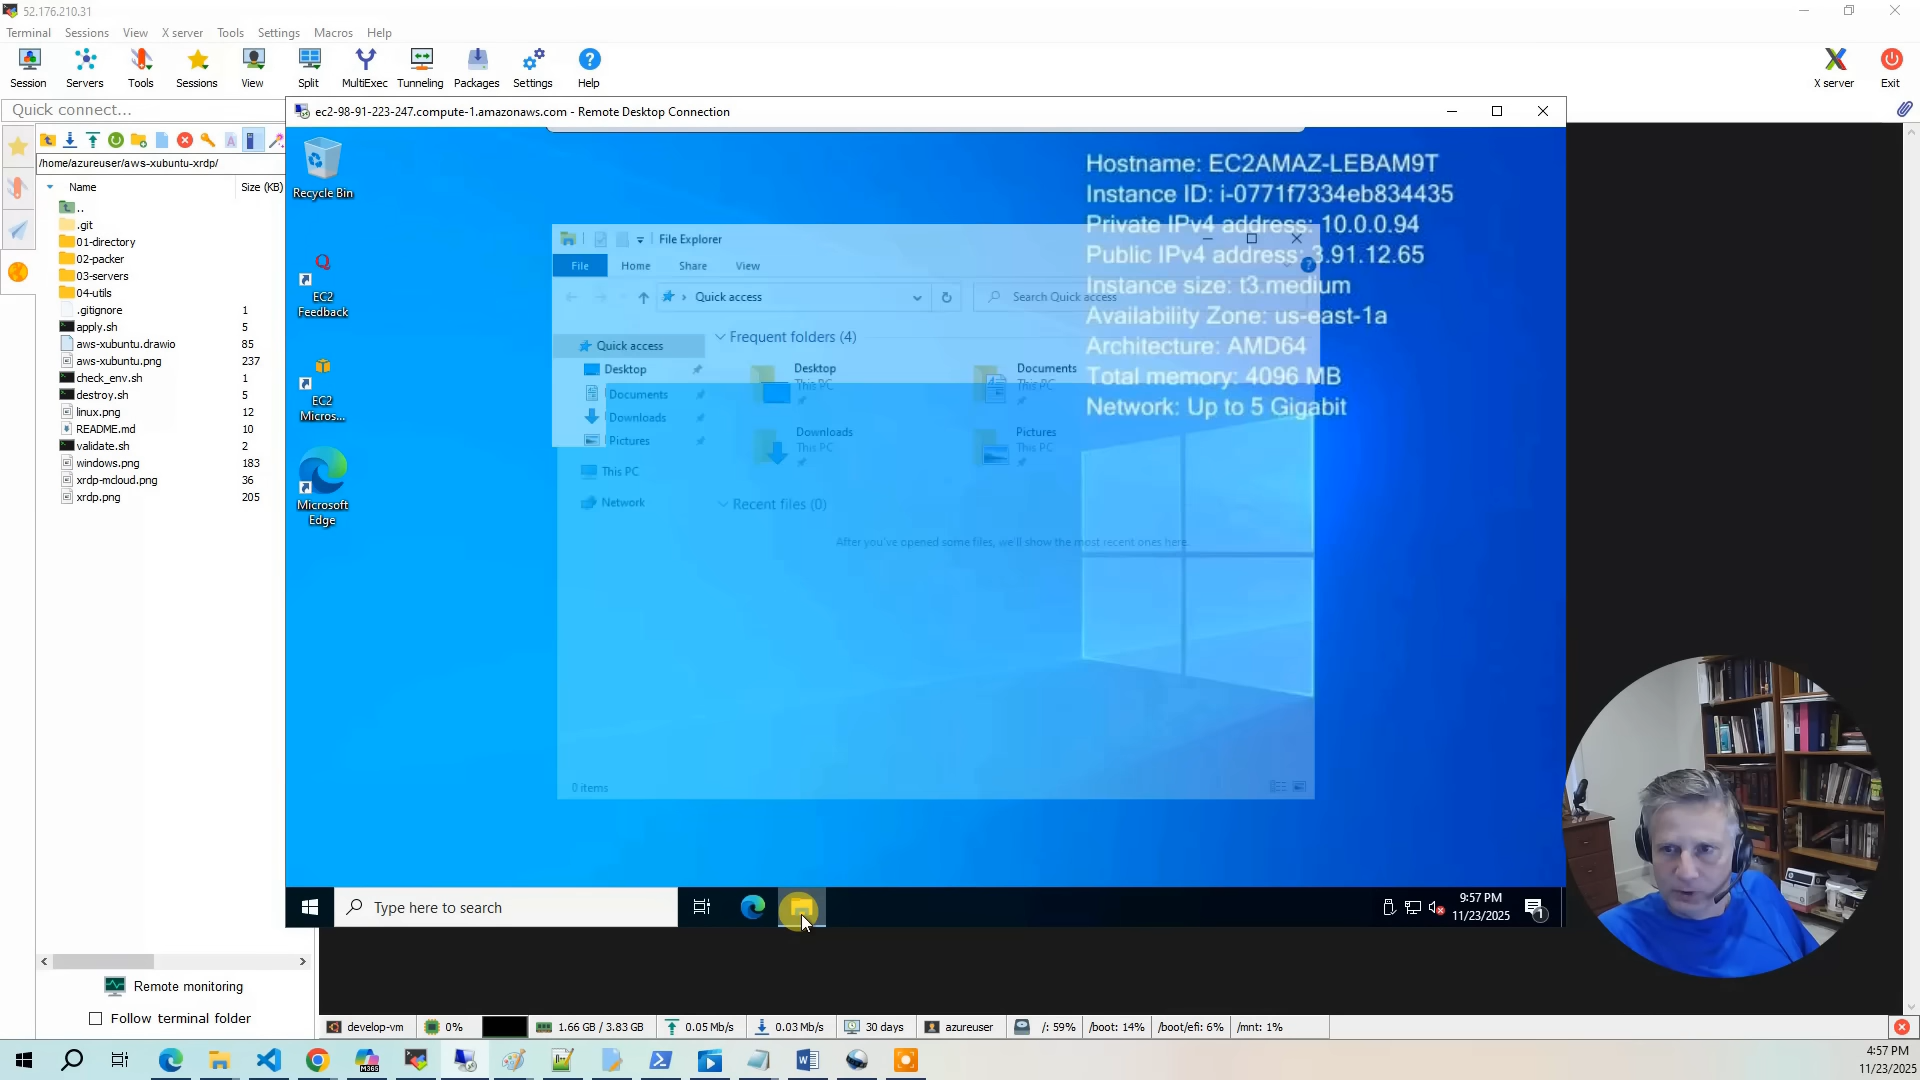 52.176.210.31
Terminal Sessions View X server Tools Settings Macros Help
Session Servers Tools Sessions View Split MultiExec Tunneling Packages Settings Help X server Exit
Quick connect...
/home/azureuser/aws-xubuntu-xrdp/
Name Size (KB)
..
.git
01-directory
02-packer
03-servers
04-utils
.gitignore 1
apply.sh 5
aws-xubuntu.drawio 85
aws-xubuntu.png 237
check_env.sh 1
destroy.sh 5
linux.png 12
README.md 10
validate.sh 2
windows.png 183
xrdp-mcloud.png 36
xrdp.png 205
Remote monitoring
Follow terminal folder
ec2-98-91-223-247.compute-1.amazonaws.com - Remote Desktop Connection
Recycle Bin
EC2
Feedback
EC2
Micros...
Microsoft
Edge
Hostname: EC2AMAZ-LEBAM9T
Instance ID: i-0771f7334eb834435
Private IPv4 address: 10.0.0.94
Public IPv4 address: 3.91.12.65
Instance size: t3.medium
Availability Zone: us-east-1a
Architecture: AMD64
Total memory: 4096 MB
Network: Up to 5 Gigabit
File Explorer
File Home Share View
Quick access
Search Quick access
Quick access
Desktop
Documents
Downloads
Pictures
This PC
Network
Frequent folders (4)
Desktop
This PC
Documents
This PC
Downloads
This PC
Pictures
This PC
Recent files (0)
After you've opened some files, we'll show the most recent ones here.
0 items
Type here to search
9:57 PM
11/23/2025
1
develop-vm 0% 1.66 GB / 3.83 GB 0.05 Mb/s 0.03 Mb/s 30 days azureuser /: 59% /boot: 14% /boot/efi: 6% /mnt: 1%
M365
4:57 PM
11/23/2025